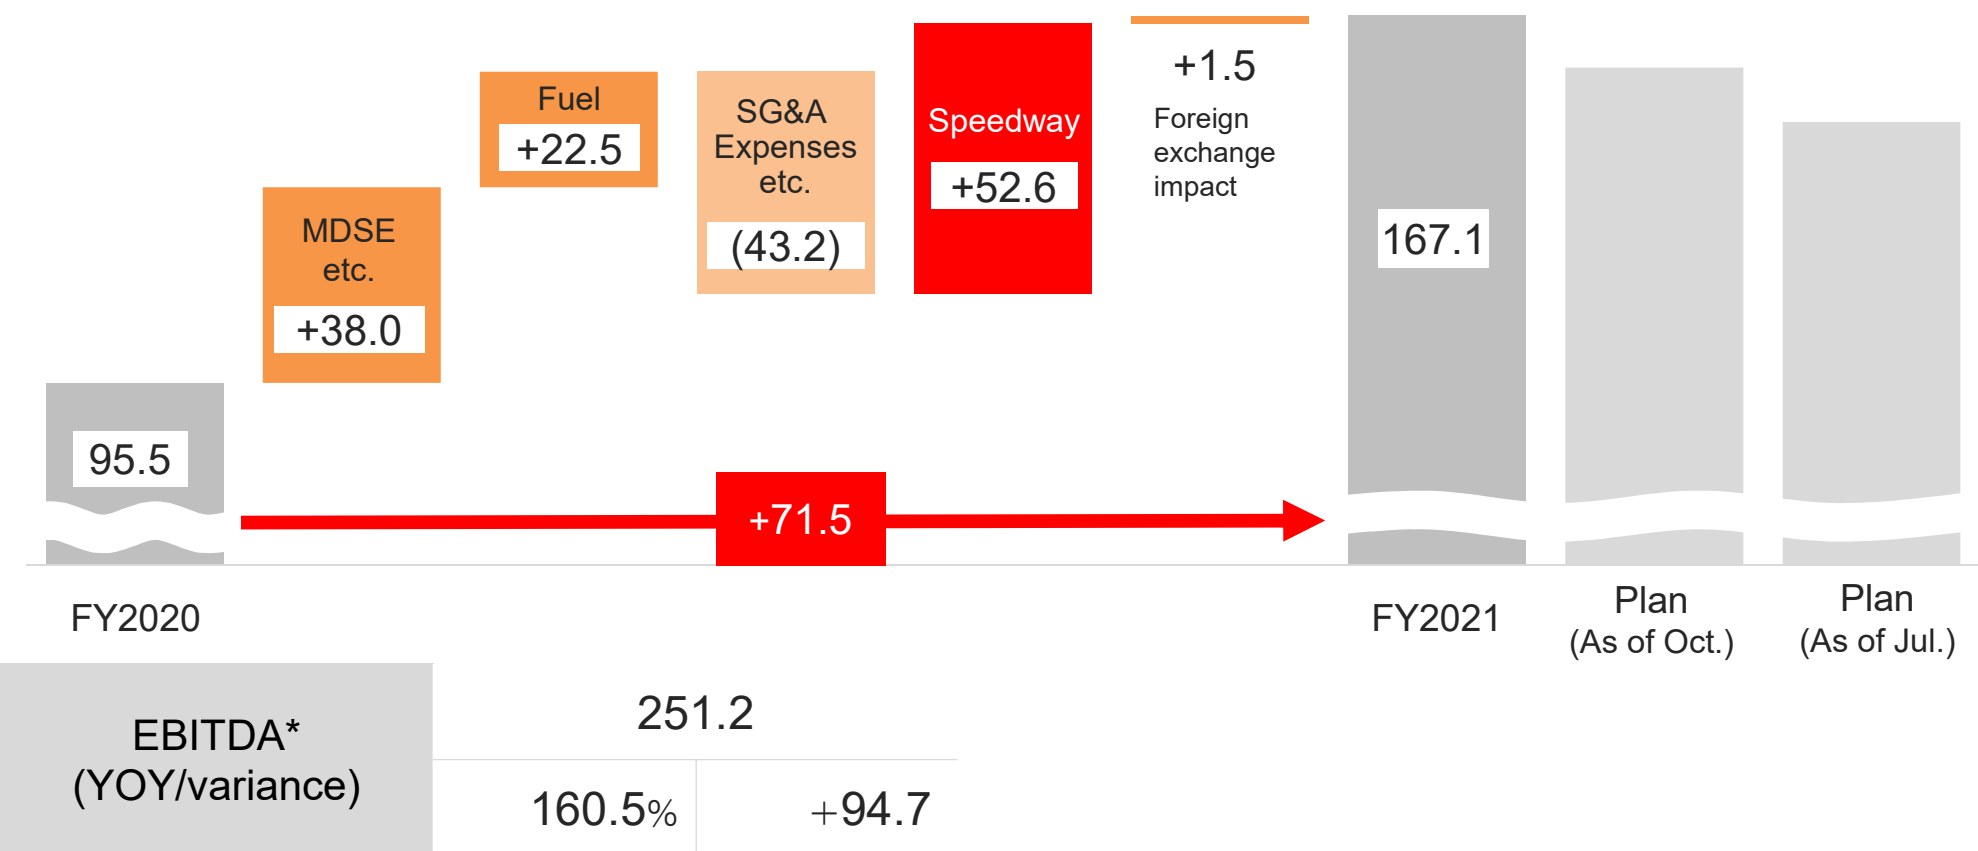 Fuel
+22.5
SG&A
Expenses
etc.
(43.2)
Speedway
+52.6
+1.5
Foreign
exchange
impact
MDSE
etc.
+38.0
167.1
95.5
+71.5
FY2020
FY2021
Plan
(As of Oct.)
Plan
(As of Jul.)
EBITDA*
(YOY/variance)
251.2
160.5%
+94.7